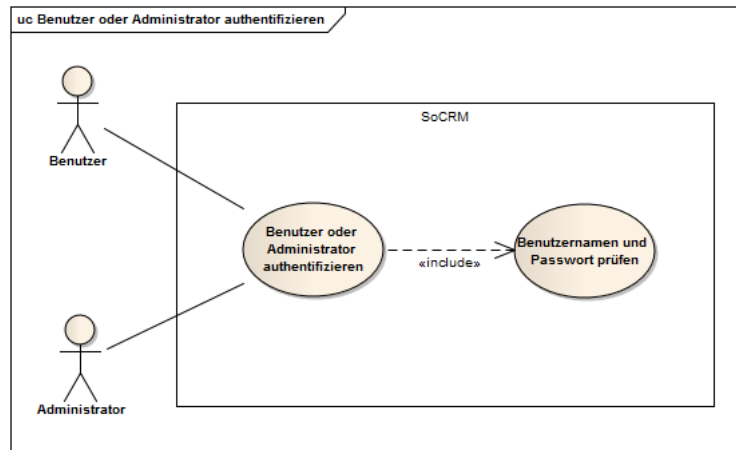 uc Benutzer oder Administrator authentifizieren
SoCRM
Benutzer
Benutzer oder
Administrator
authentifizieren
«include»
Benutzernamen und
Passwort prüfen
Administrator